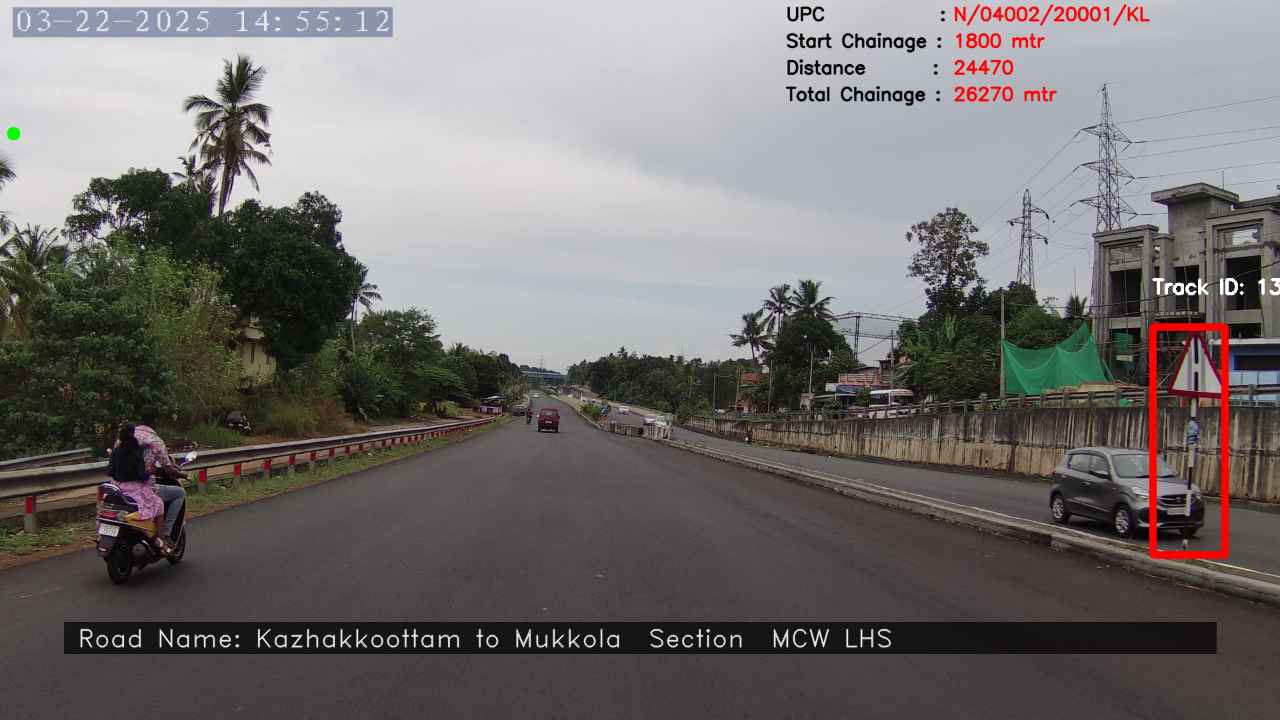 03-22-2025 14:55:12
UPC : N/04002/20001/KL
Start Chainage : 1800 mtr
Distance : 24470
Total Chainage : 26270 mtr
Track ID: 13
Road Name: Kazhakkoottam to Mukkola Section MCW LHS